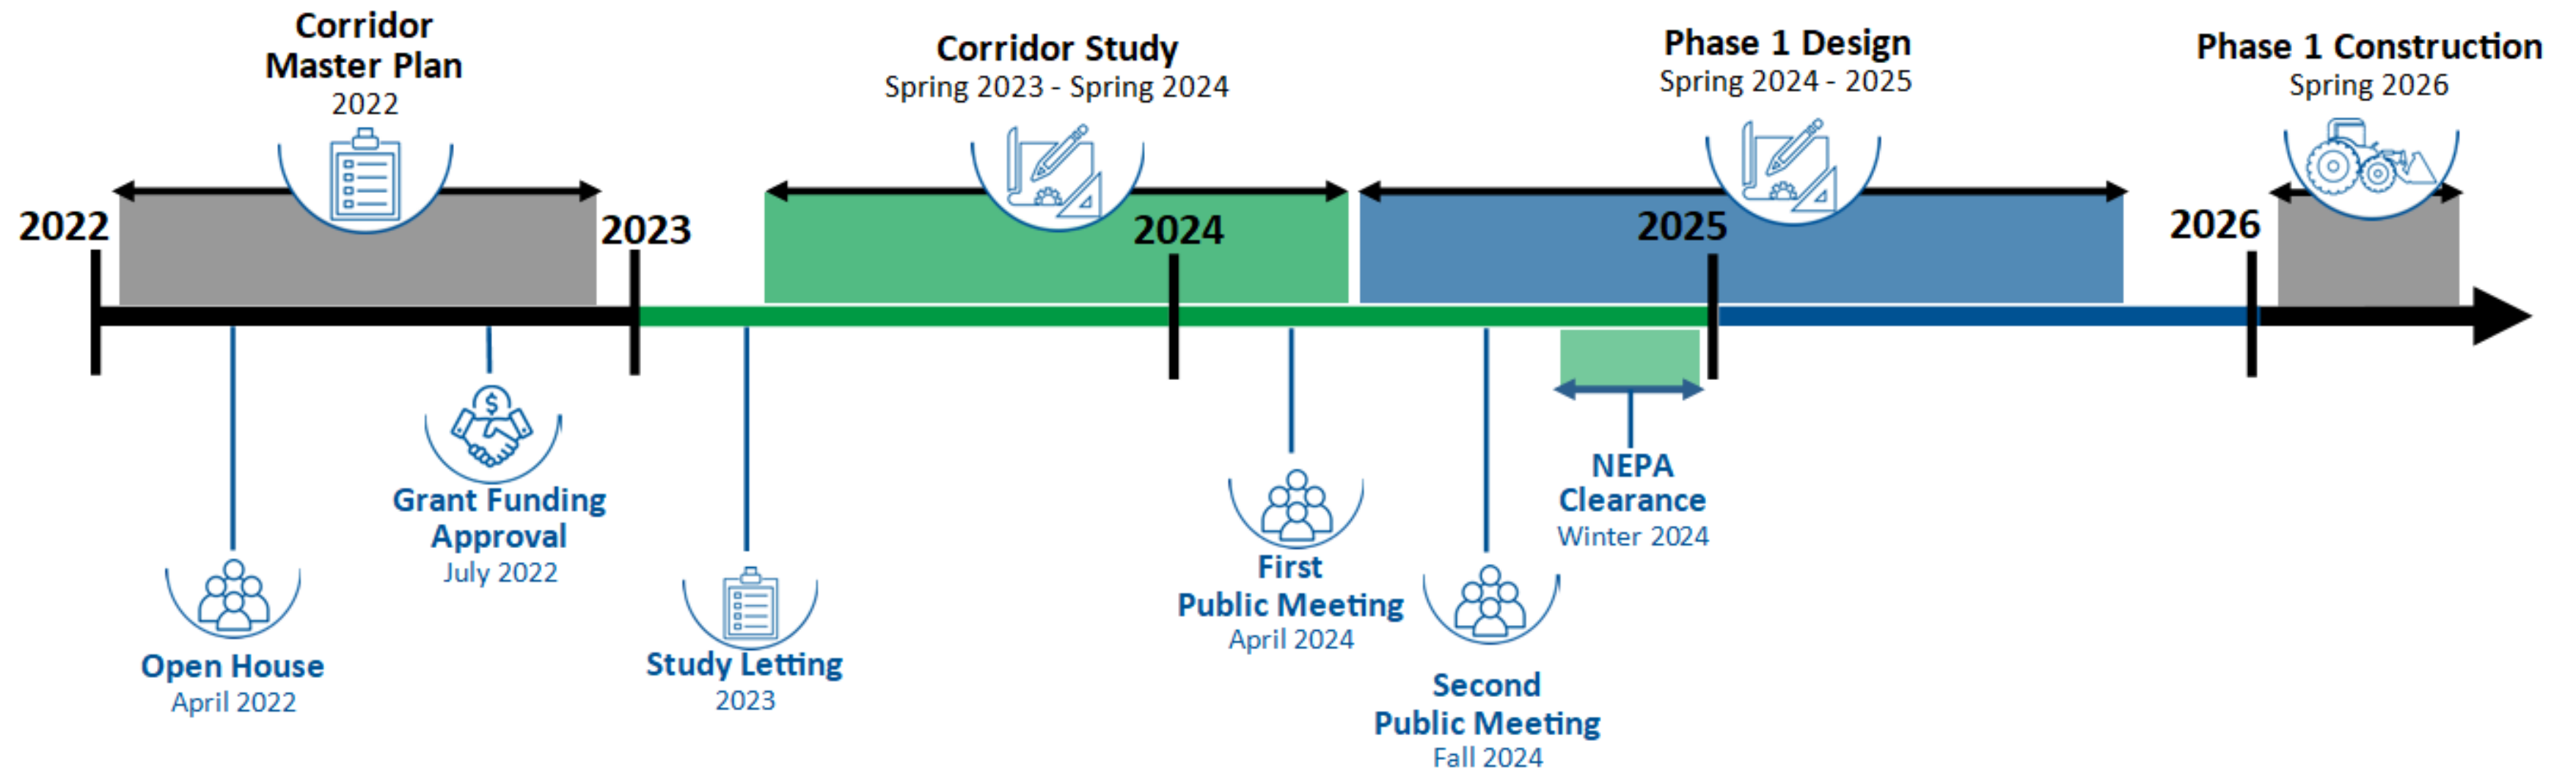 Corridor
Master Plan
2022
Corridor Study
Spring 2023 - Spring 2024
Phase 1 Design
Spring 2024 - 2025
Phase 1 Construction
Spring 2026
2022
2023
2024
2025
2026
$
Grant Funding
Approval
July 2022
Open House
April 2022
Study Letting
2023
First
Public Meeting
April 2024
Second
Public Meeting
Fall 2024
NEPA
Clearance
Winter 2024